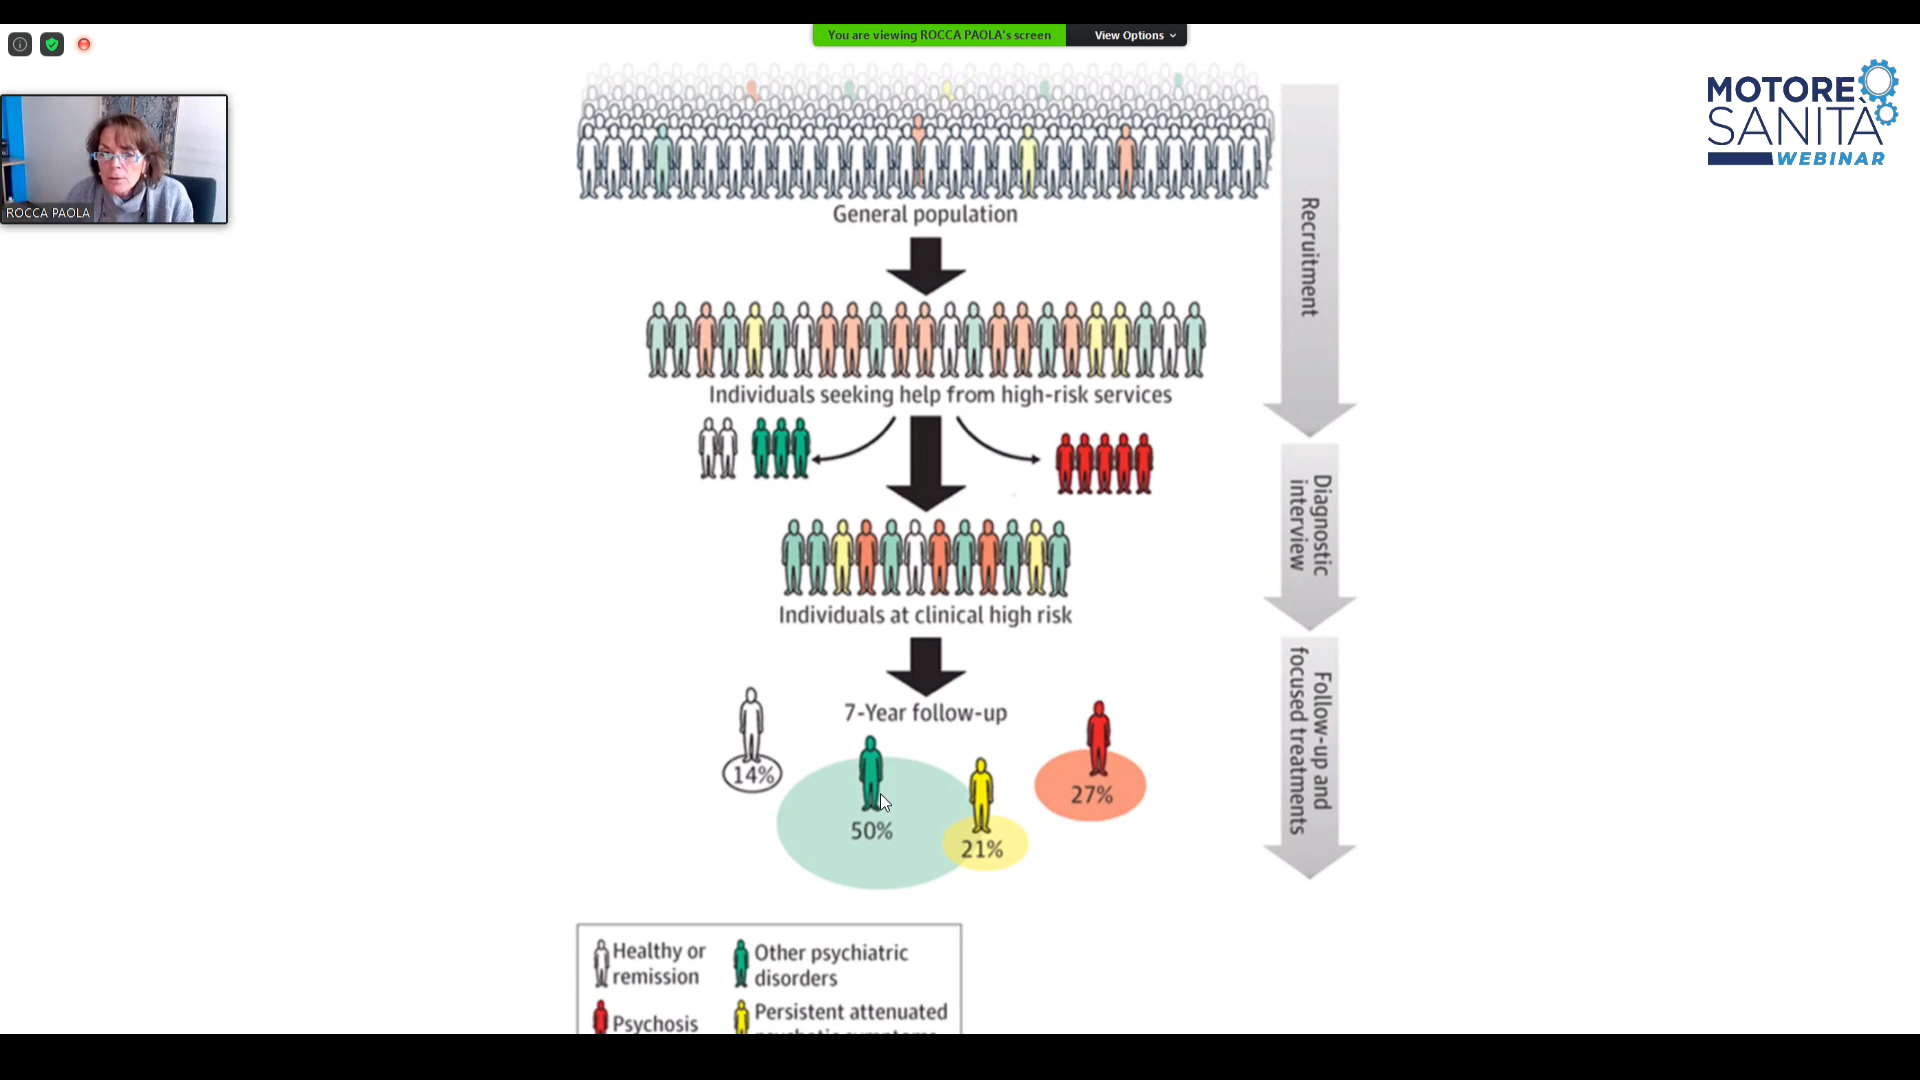 You are viewing ROCCA PAOLA's screen
View Options
MOTORE
SANITÀ
WEBINAR
ROCCA PAOLA
General population
Recruitment
Individuals seeking help from high-risk services
Diagnostic
interview
Individuals at clinical high risk
7-Year follow-up
14%
50%
21%
27%
Follow-up and
focused treatments
Healthy or
remission
Other psychiatric
disorders
Psychosis
Persistent attenuated
psychotic symptoms